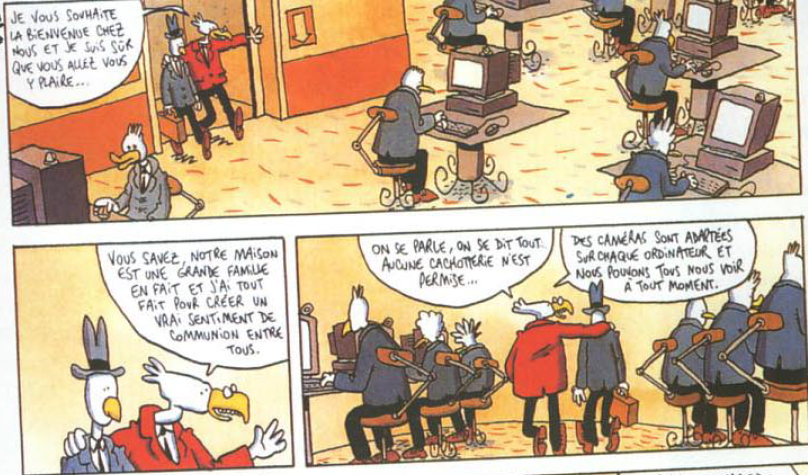 JE VOUS SOUHAITE
LA BIENVENUE CHEZ
NOUS ET JE SUIS SÛR
QUE VOUS ALLEZ VOUS
Y PLAIRE...
VOUS SAVEZ, NOTRE MAISON
EST UNE GRANDE FAMILLE
EN FAIT ET J'AI TOUT
FAIT POUR CRÉER UN
VRAI SENTIMENT DE
COMMUNION ENTRE
TOUS.
ON SE PARLE, ON SE DIT TOUT.
AUCUNE CACHOTTERIE N'EST
PERMISE...
DES CAMÉRAS SONT ADAPTÉES
SUR CHAQUE ORDINATEUR ET
NOUS POUVONS TOUS NOUS VOIR
À TOUT MOMENT.